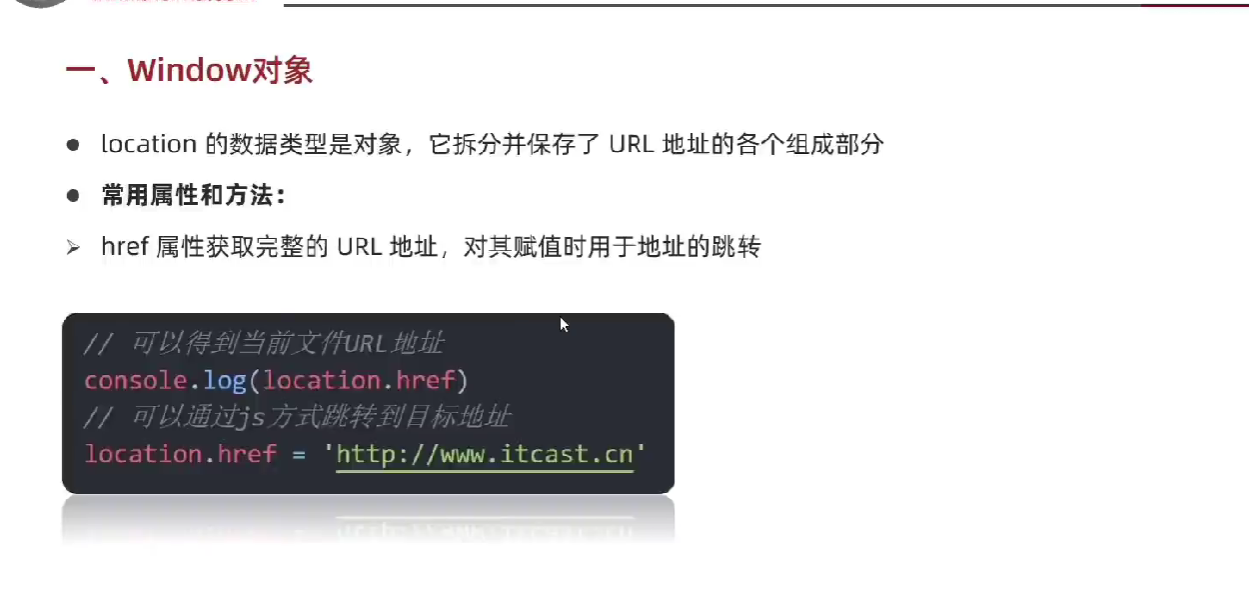 一、Window对象
● location 的数据类型是对象，它拆分并保存了 URL 地址的各个组成部分
● 常用属性和方法：
➢ href 属性获取完整的 URL 地址，对其赋值时用于地址的跳转
// 可以得到当前文件URL地址
console.log(location.href)
// 可以通过js方式跳转到目标地址
location.href = 'http://www.itcast.cn'